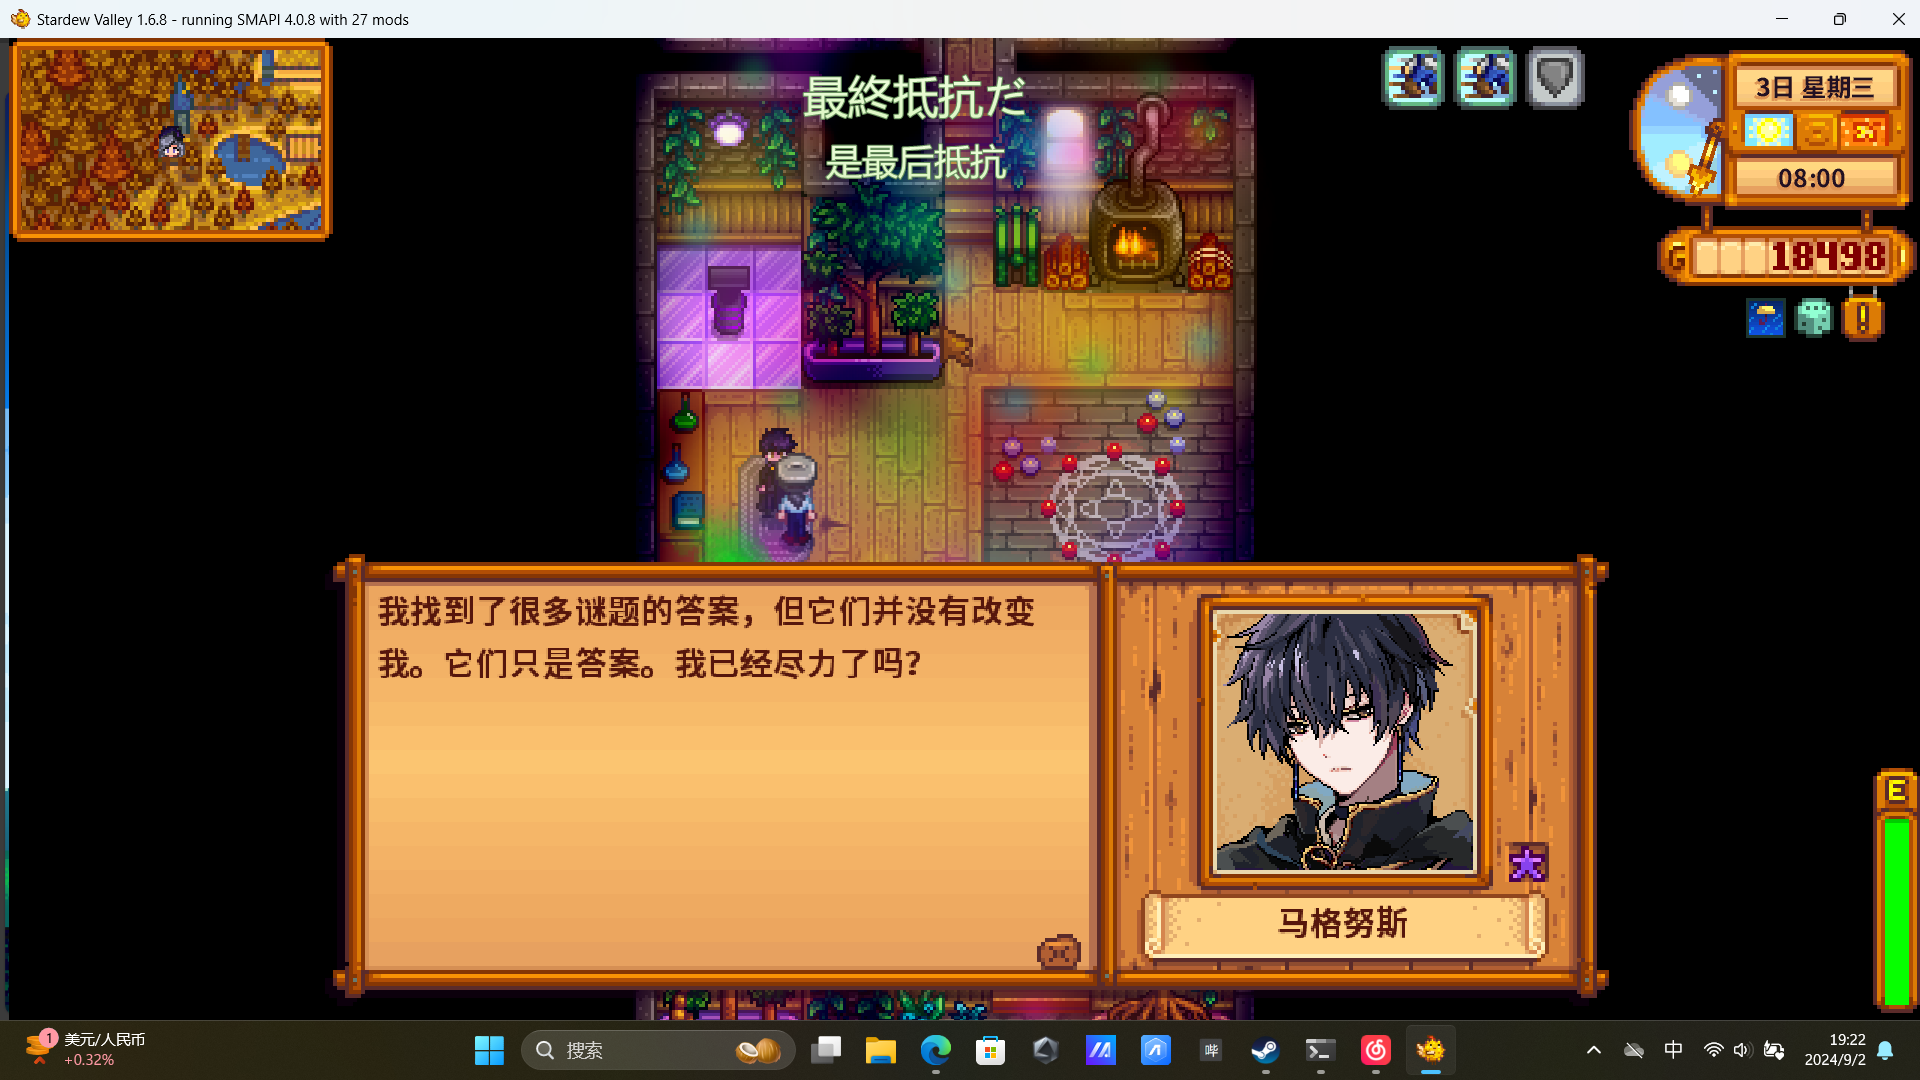 Stardew Valley 1.6.8 - running SMAPI 4.0.8 with 27 mods
最終抵抗だ
是最后抵抗
3日 星期三
08:00
G
18498
我找到了很多谜题的答案，但它们并没有改变
我。它们只是答案。我已经尽力了吗？
马格努斯
E
1
美元/人民币
+0.32%
搜索
哔
中
19:22
2024/9/2